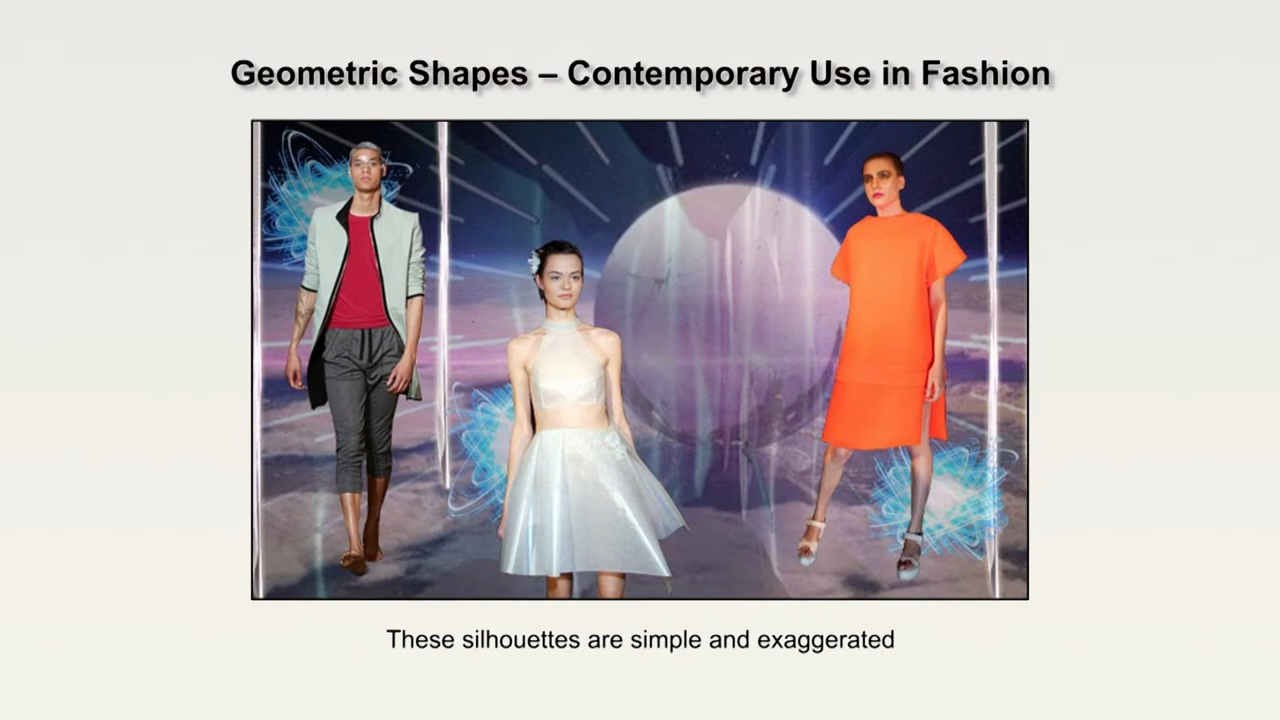 Geometric Shapes – Contemporary Use in Fashion
These silhouettes are simple and exaggerated